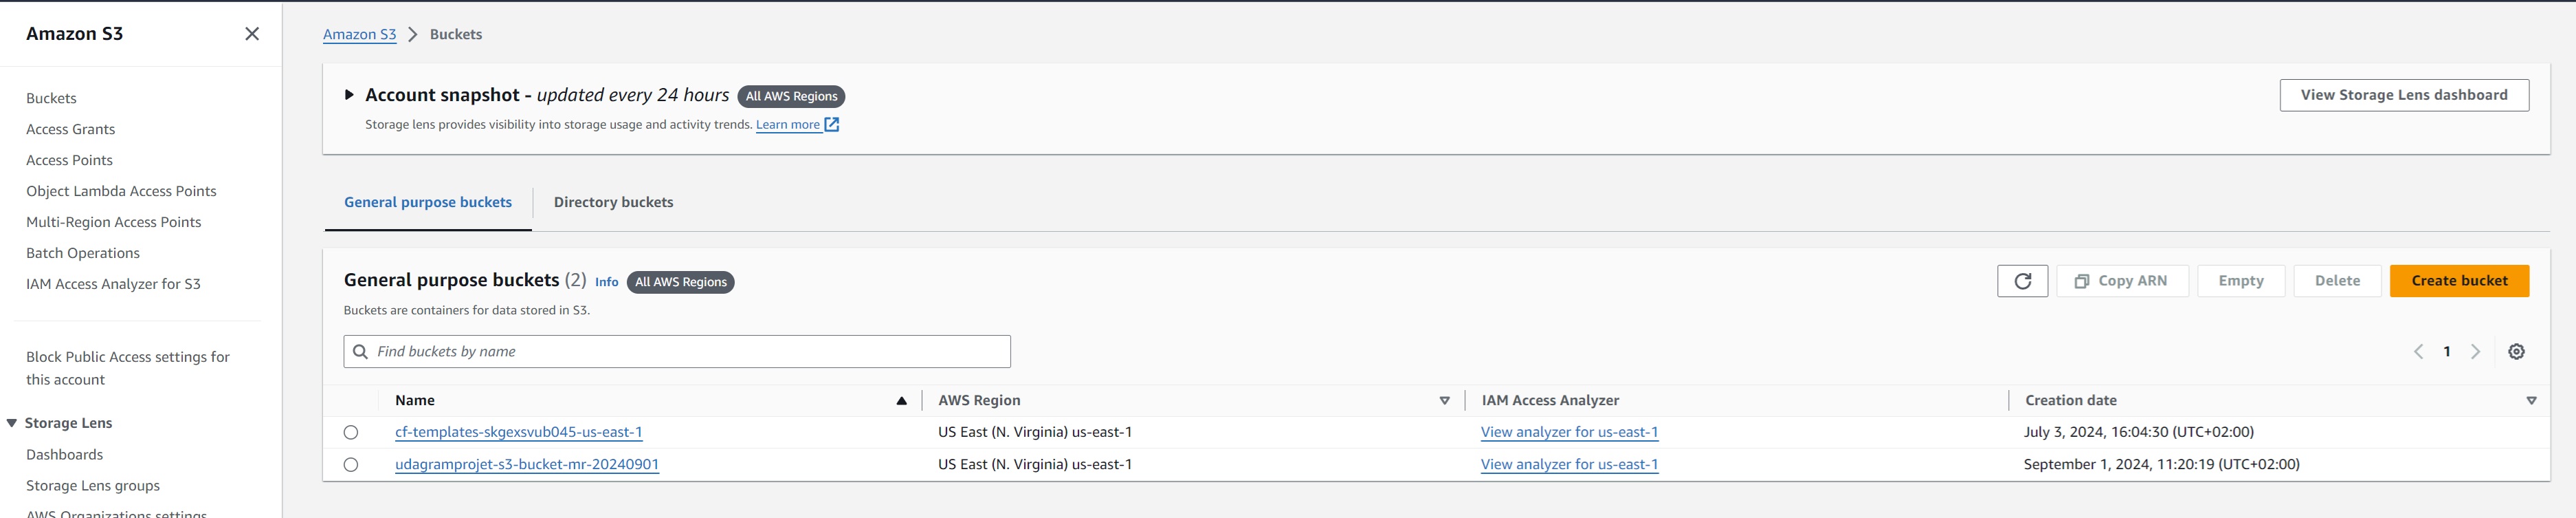 Amazon S3
Buckets
Access Grants
Access Points
Object Lambda Access Points
Multi-Region Access Points
Batch Operations
IAM Access Analyzer for S3
Block Public Access settings for
this account
Storage Lens
Dashboards
Storage Lens groups
AWS Organizations settings
Amazon S3 Buckets
Account snapshot - updated every 24 hours All AWS Regions
View Storage Lens dashboard
Storage lens provides visibility into storage usage and activity trends. Learn more
General purpose buckets Directory buckets
General purpose buckets (2) Info All AWS Regions
Copy ARN Empty Delete Create bucket
Buckets are containers for data stored in S3.
Find buckets by name
1
Name AWS Region IAM Access Analyzer Creation date
cf-templates-skgexsvub045-us-east-1 US East (N. Virginia) us-east-1 View analyzer for us-east-1 July 3, 2024, 16:04:30 (UTC+02:00)
udagramprojet-s3-bucket-mr-20240901 US East (N. Virginia) us-east-1 View analyzer for us-east-1 September 1, 2024, 11:20:19 (UTC+02:00)